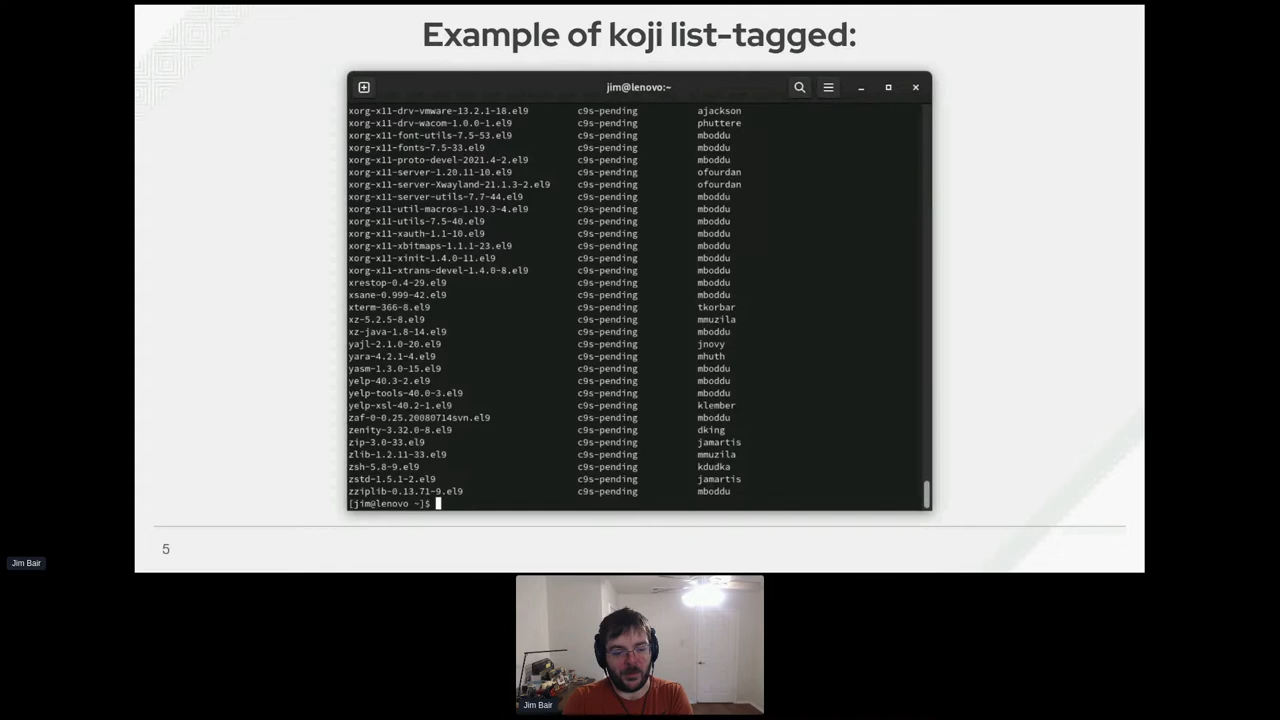 Example of koji list-tagged:
jim@lenovo:~
xorg-x11-drv-vmware-13.2.1-18.el9 c9s-pending ajackson
xorg-x11-drv-wacom-1.0.0-1.el9 c9s-pending phuttere
xorg-x11-font-utils-7.5-53.el9 c9s-pending mboddu
xorg-x11-fonts-7.5-33.el9 c9s-pending mboddu
xorg-x11-proto-devel-2021.4-2.el9 c9s-pending mboddu
xorg-x11-server-1.20.11-10.el9 c9s-pending ofourdan
xorg-x11-server-Xwayland-21.1.3-2.el9 c9s-pending ofourdan
xorg-x11-server-utils-7.7-44.el9 c9s-pending mboddu
xorg-x11-util-macros-1.19.3-4.el9 c9s-pending mboddu
xorg-x11-utils-7.5-40.el9 c9s-pending mboddu
xorg-x11-xauth-1.1-10.el9 c9s-pending mboddu
xorg-x11-xbitmaps-1.1.1-23.el9 c9s-pending mboddu
xorg-x11-xinit-1.4.0-11.el9 c9s-pending mboddu
xorg-x11-xtrans-devel-1.4.0-8.el9 c9s-pending mboddu
xrestop-0.4-29.el9 c9s-pending mboddu
xsane-0.999-42.el9 c9s-pending mboddu
xterm-366-8.el9 c9s-pending tkorbar
xz-5.2.5-8.el9 c9s-pending mmuzila
xz-java-1.8-14.el9 c9s-pending mboddu
yajl-2.1.0-20.el9 c9s-pending jnovy
yara-4.2.1-4.el9 c9s-pending mhuth
yasm-1.3.0-15.el9 c9s-pending mboddu
yelp-40.3-2.el9 c9s-pending mboddu
yelp-tools-40.0-3.el9 c9s-pending mboddu
yelp-xsl-40.2-1.el9 c9s-pending klember
zaf-0-0.25.20080714svn.el9 c9s-pending mboddu
zenity-3.32.0-8.el9 c9s-pending dking
zip-3.0-33.el9 c9s-pending jamartis
zlib-1.2.11-33.el9 c9s-pending mmuzila
zsh-5.8-9.el9 c9s-pending kdudka
zstd-1.5.1-2.el9 c9s-pending jamartis
zziplib-0.13.71-9.el9 c9s-pending mboddu
[jim@lenovo ~]$
5
Jim Bair
Jim Bair